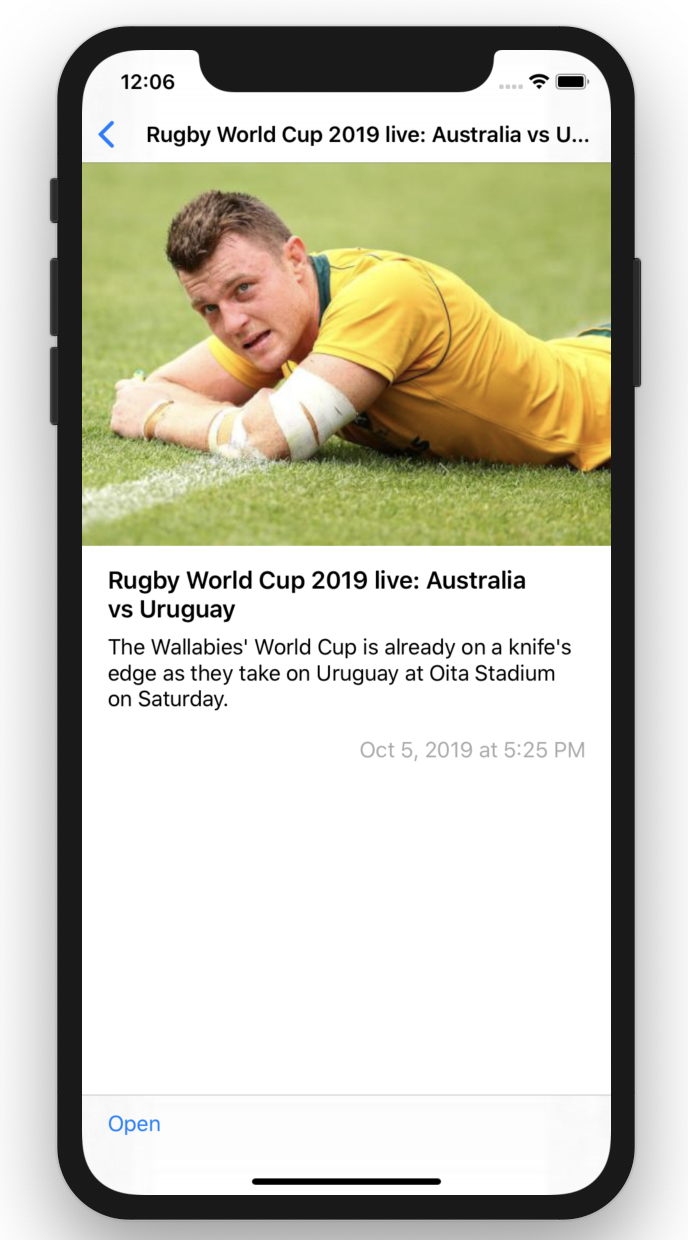 12:06
Rugby World Cup 2019 live: Australia vs U...
Rugby World Cup 2019 live: Australia
vs Uruguay
The Wallabies' World Cup is already on a knife's
edge as they take on Uruguay at Oita Stadium
on Saturday.
Oct 5, 2019 at 5:25 PM
Open